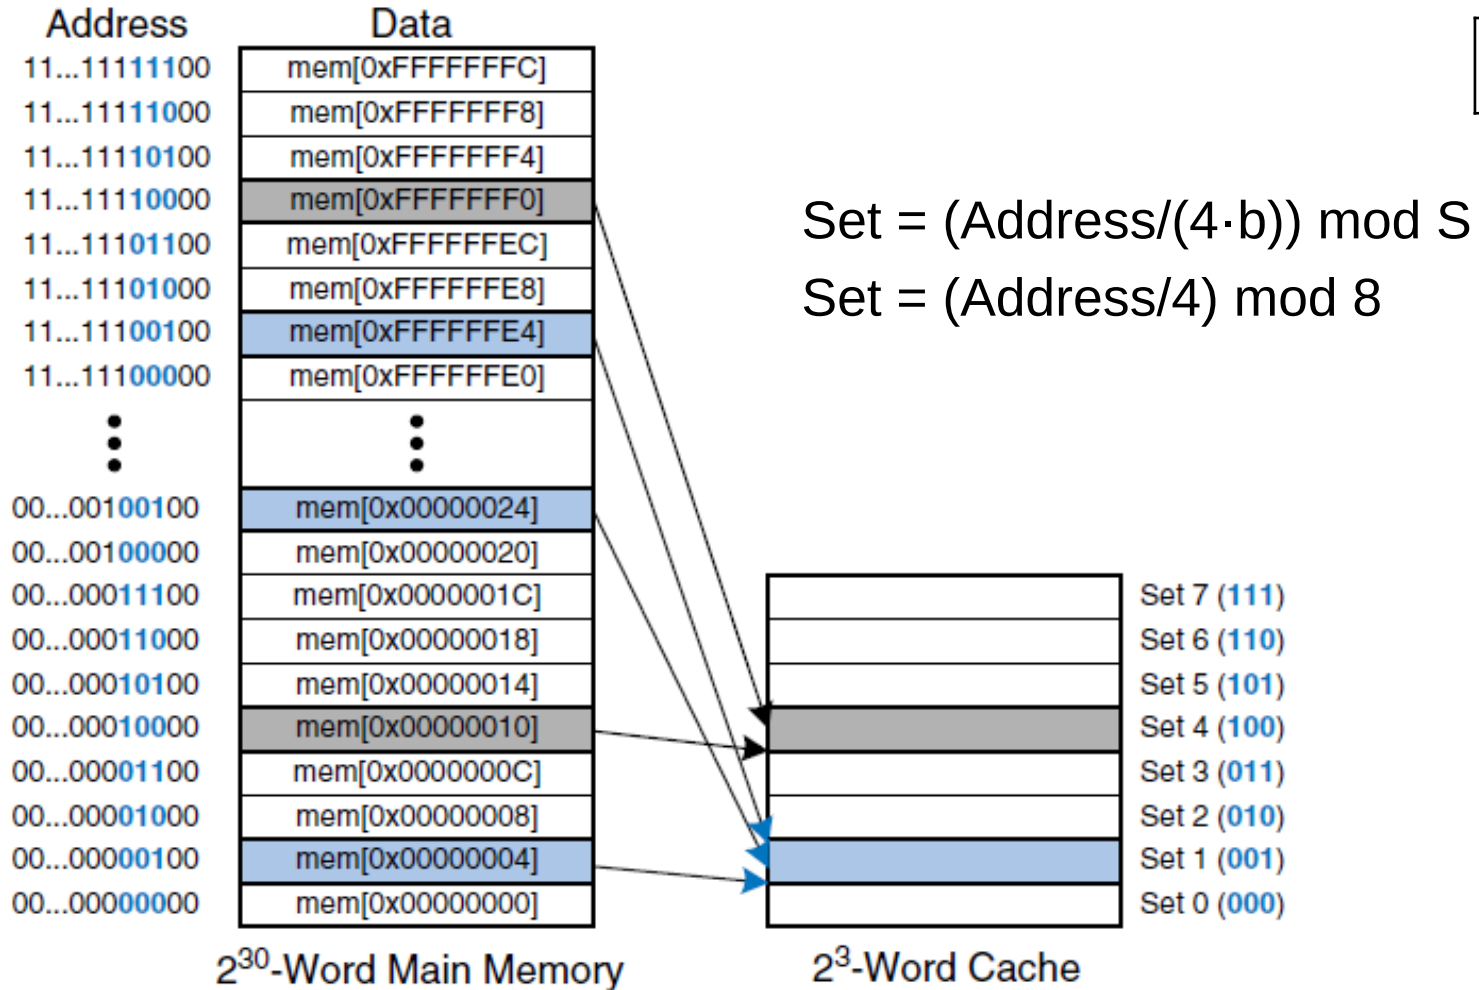 Address Data
11...11111100 mem[0xFFFFFFFC]
11...11111000 mem[0xFFFFFFF8]
11...11110100 mem[0xFFFFFFF4]
11...11110000 mem[0xFFFFFFF0]
11...11101100 mem[0xFFFFFFEC]
11...11101000 mem[0xFFFFFFE8]
11...11100100 mem[0xFFFFFFE4]
11...11100000 mem[0xFFFFFFE0]
00...00100100 mem[0x00000024]
00...00100000 mem[0x00000020]
00...00011100 mem[0x0000001C]
00...00011000 mem[0x00000018]
00...00010100 mem[0x00000014]
00...00010000 mem[0x00000010]
00...00001100 mem[0x0000000C]
00...00001000 mem[0x00000008]
00...00000100 mem[0x00000004]
00...00000000 mem[0x00000000]
2³⁰-Word Main Memory
Set = (Address/(4·b)) mod S
Set = (Address/4) mod 8
Set 7 (111)
Set 6 (110)
Set 5 (101)
Set 4 (100)
Set 3 (011)
Set 2 (010)
Set 1 (001)
Set 0 (000)
2³-Word Cache